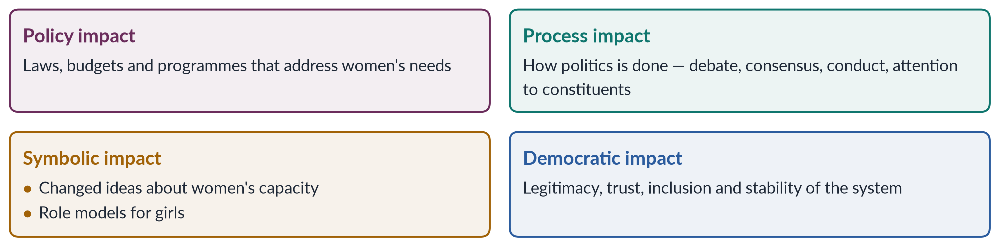 Policy impact
Laws, budgets and programmes that address women's needs
Process impact
How politics is done — debate, consensus, conduct, attention
to constituents
Symbolic impact
● Changed ideas about women's capacity
● Role models for girls
Democratic impact
Legitimacy, trust, inclusion and stability of the system